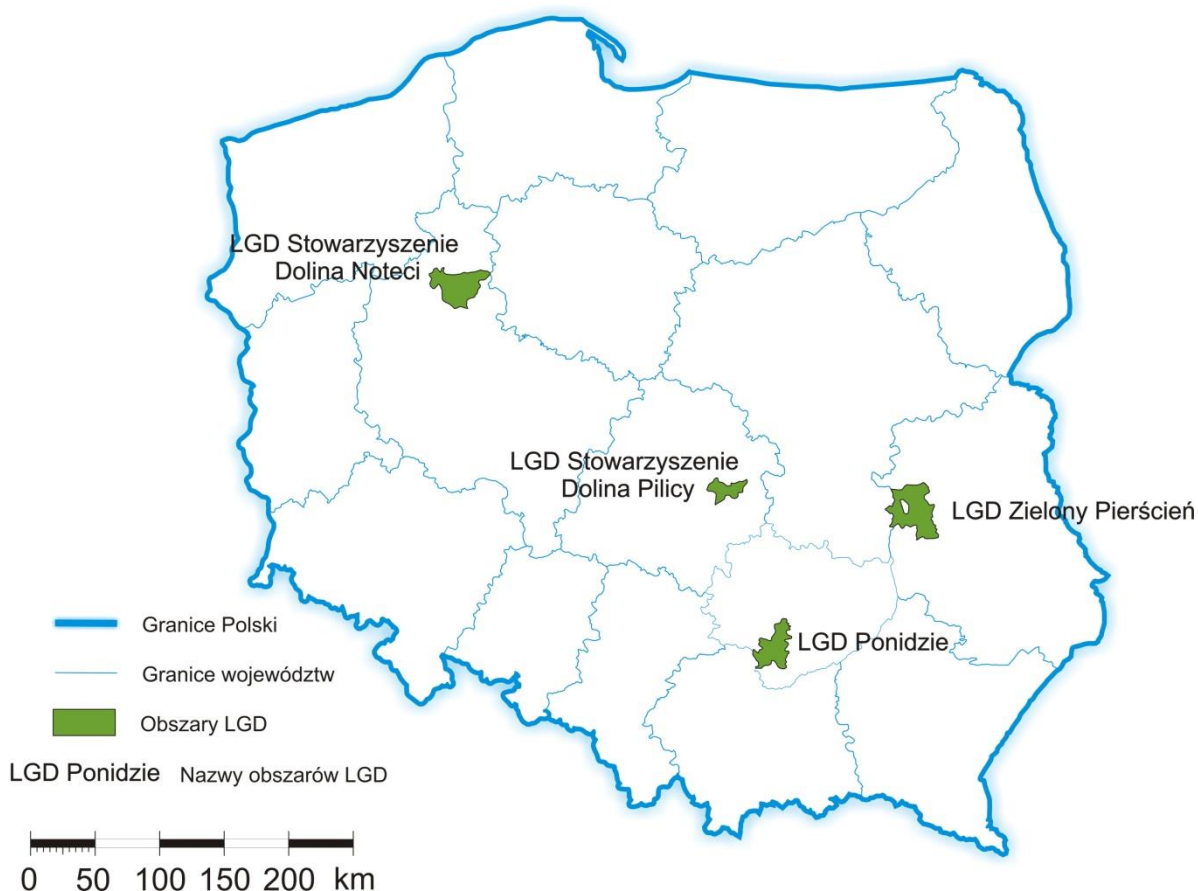 LGD Stowarzyszenie
Dolina Noteci
LGD Stowarzyszenie
Dolina Pilicy
LGD Zielony Pierścień
LGD Ponidzie
Granice Polski
Granice województw
Obszary LGD
LGD Ponidzie Nazwy obszarów LGD
0 50 100 150 200 km